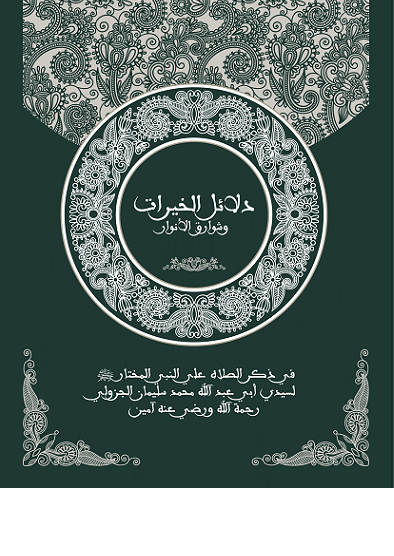 دلائل الخيرات
وشوارق الأنوار
في ذكر الصلاة على النبي المختار ﷺ
لسيدي أبي عبد الله محمد سليمان الجزولي
رحمة الله ورضي عنه آمين